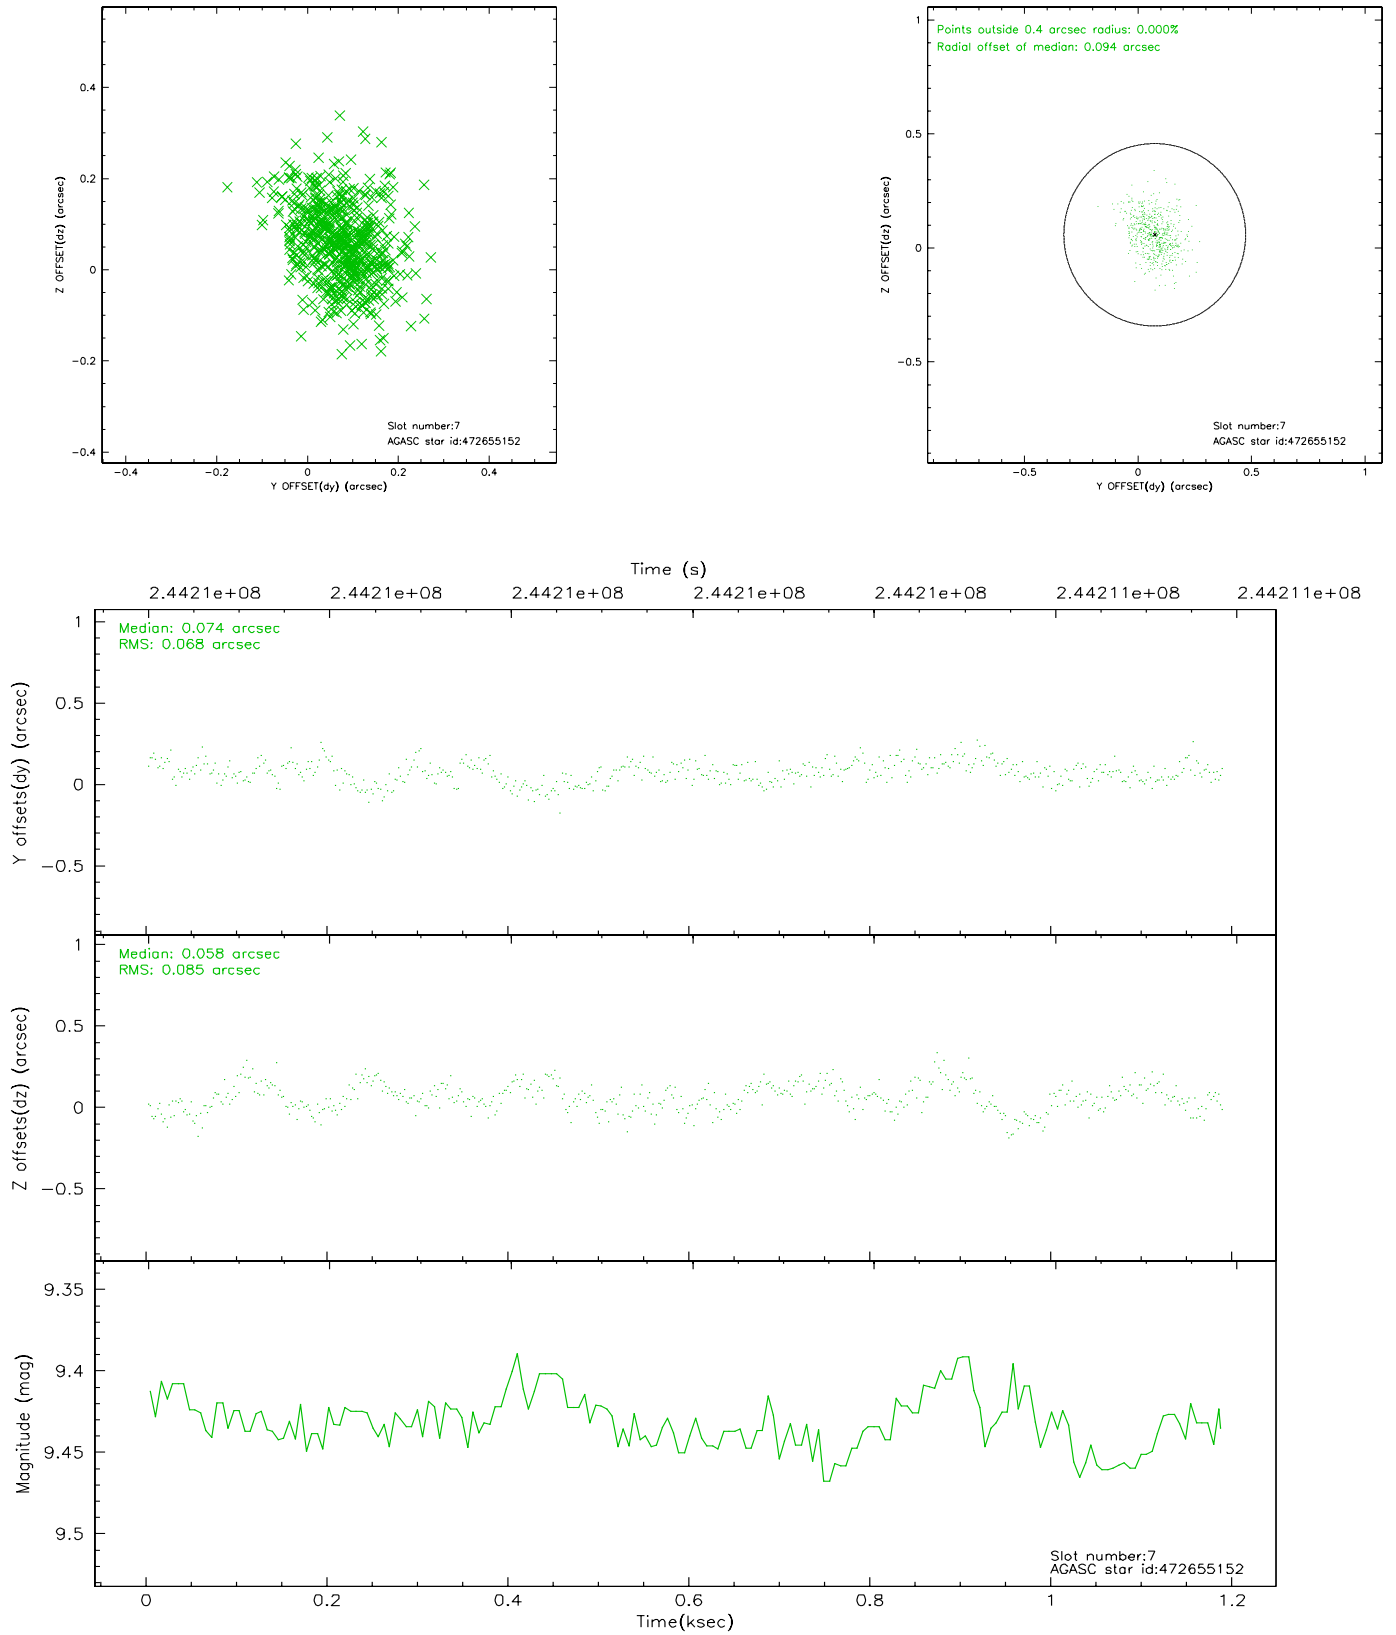 0.4
0.2
0
−0.2
−0.4
Z OFFSET(dz) (arcsec)
Slot number:7
AGASC star id:472655152
−0.4 −0.2 0 0.2 0.4
Y OFFSET(dy) (arcsec)
Points outside 0.4 arcsec radius: 0.000%
Radial offset of median: 0.094 arcsec
1
0.5
0
−0.5
Z OFFSET(dz) (arcsec)
Slot number:7
AGASC star id:472655152
−0.5 0 0.5 1
Y OFFSET(dy) (arcsec)
Time (s)
2.4421e+08 2.4421e+08 2.4421e+08 2.4421e+08 2.4421e+08 2.44211e+08 2.44211e+08
Median: 0.074 arcsec
RMS: 0.068 arcsec
1
0.5
0
−0.5
Y offsets(dy) (arcsec)
Median: 0.058 arcsec
RMS: 0.085 arcsec
1
0.5
0
−0.5
Z offsets(dz) (arcsec)
9.35
9.4
9.45
9.5
Magnitude (mag)
Slot number:7
AGASC star id:472655152
0 0.2 0.4 0.6 0.8 1 1.2
Time(ksec)